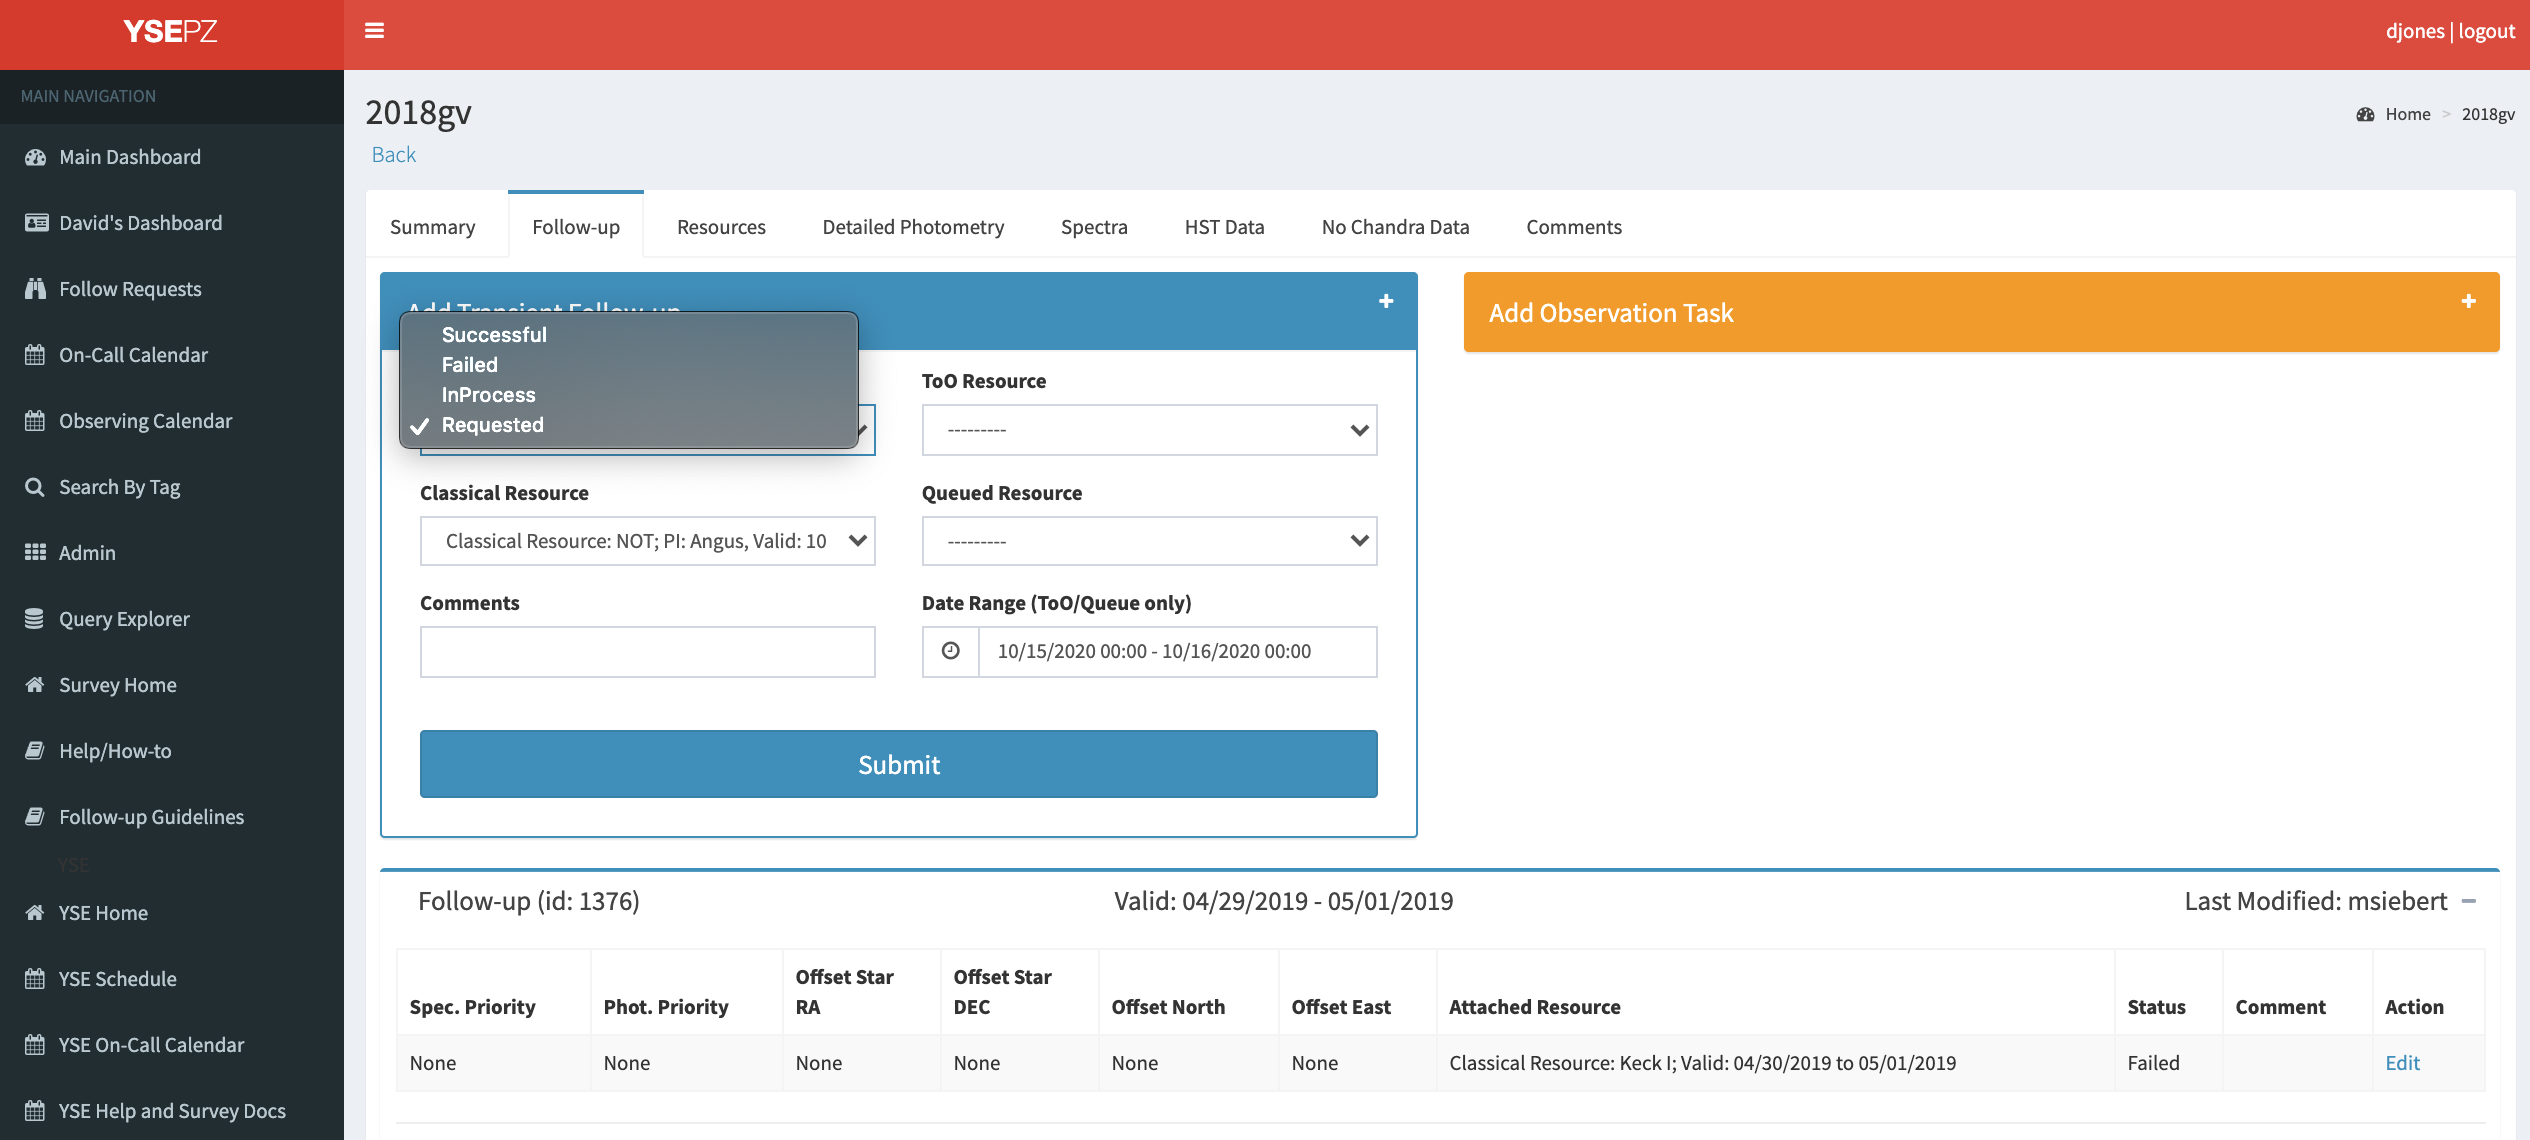 YSEPZ
djones | logout
MAIN NAVIGATION
Main Dashboard
David's Dashboard
Follow Requests
On-Call Calendar
Observing Calendar
Search By Tag
Admin
Query Explorer
Survey Home
Help/How-to
Follow-up Guidelines
YSE
YSE Home
YSE Schedule
YSE On-Call Calendar
YSE Help and Survey Docs
2018gv
Back
Home > 2018gv
Summary
Follow-up
Resources
Detailed Photometry
Spectra
HST Data
No Chandra Data
Comments
Add Transient Follow-up
+
Successful
Failed
InProcess
✓ Requested
ToO Resource
---------
Classical Resource
Classical Resource: NOT; PI: Angus, Valid: 10
Queued Resource
---------
Comments
Date Range (ToO/Queue only)
10/15/2020 00:00 - 10/16/2020 00:00
Submit
Add Observation Task
+
Follow-up (id: 1376)
Valid: 04/29/2019 - 05/01/2019
Last Modified: msiebert −
Spec. Priority
Phot. Priority
Offset Star
RA
Offset Star
DEC
Offset North
Offset East
Attached Resource
Status
Comment
Action
None
None
None
None
None
None
Classical Resource: Keck I; Valid: 04/30/2019 to 05/01/2019
Failed
Edit